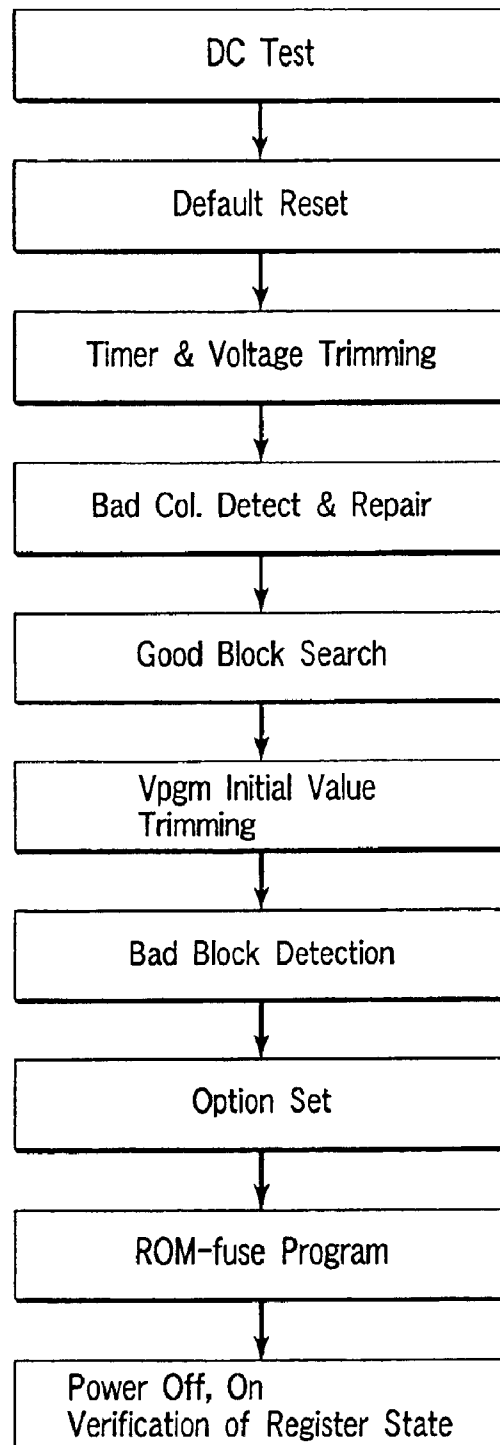 DC Test
Default Reset
Timer & Voltage Trimming
Bad Col. Detect & Repair
Good Block Search
Vpgm Initial Value
Trimming
Bad Block Detection
Option Set
ROM-fuse Program
Power Off, On
Verification of Register State